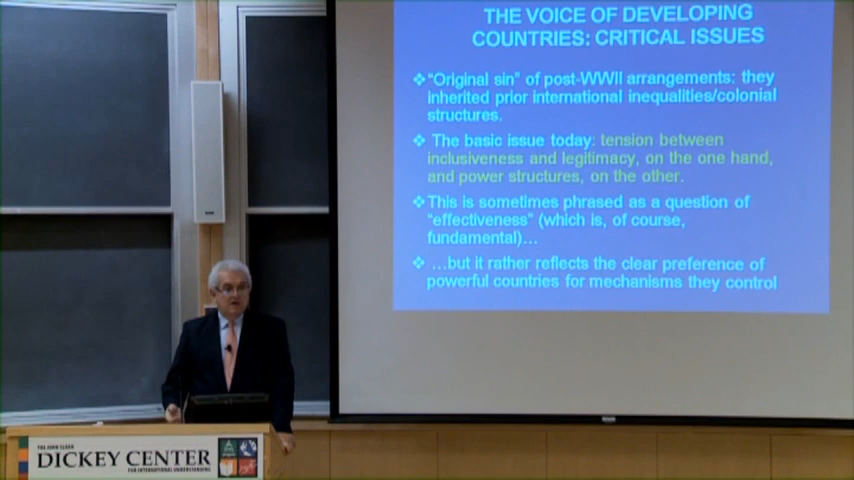 THE VOICE OF DEVELOPING
COUNTRIES: CRITICAL ISSUES
“Original sin” of post-WWII arrangements: they
inherited prior international inequalities/colonial
structures.
The basic issue today: tension between
inclusiveness and legitimacy, on the one hand,
and power structures, on the other.
This is sometimes phrased as a question of
“effectiveness” (which is, of course,
fundamental)…
…but it rather reflects the clear preference of
powerful countries for mechanisms they control
THE JOHN SLOAN
DICKEY CENTER
FOR INTERNATIONAL UNDERSTANDING